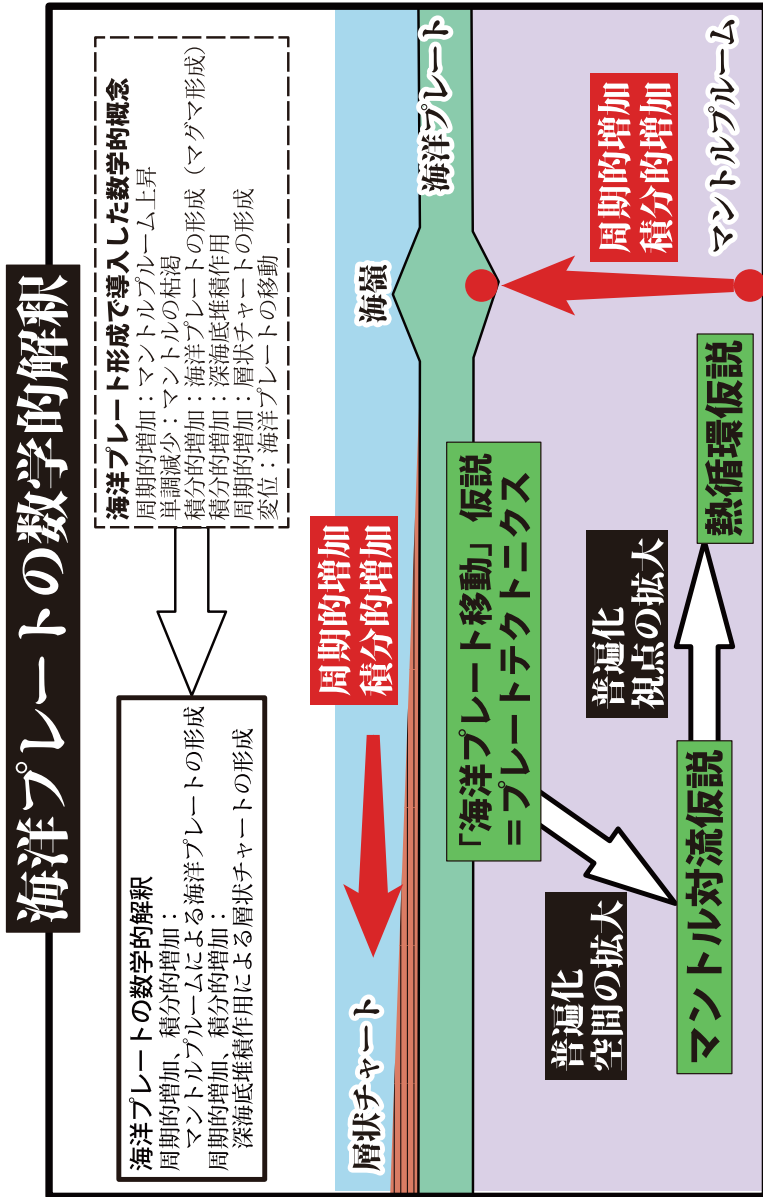 海洋プレートの数学的解釈
海洋プレートの数学的解釈
周期的増加、積分的増加：
マントルプルームによる海洋プレートの形成
周期的増加、積分的増加：
深海底堆積作用による層状チャートの形成
海洋プレート形成で導入した数学的概念
周期的増加：マントルプルーム上昇
単調減少：マントルの枯渇
積分的増加：海洋プレートの形成（マグマ形成）
積分的増加：深海底堆積作用
周期的増加：層状チャートの形成
変位：海洋プレートの移動
層状チャート
周期的増加
積分的増加
海嶺
海洋プレート
「海洋プレート移動」仮説
＝プレートテクトニクス
周期的増加
積分的増加
マントルプルーム
普遍化
空間の拡大
マントル対流仮説
普遍化
視点の拡大
熱循環仮説